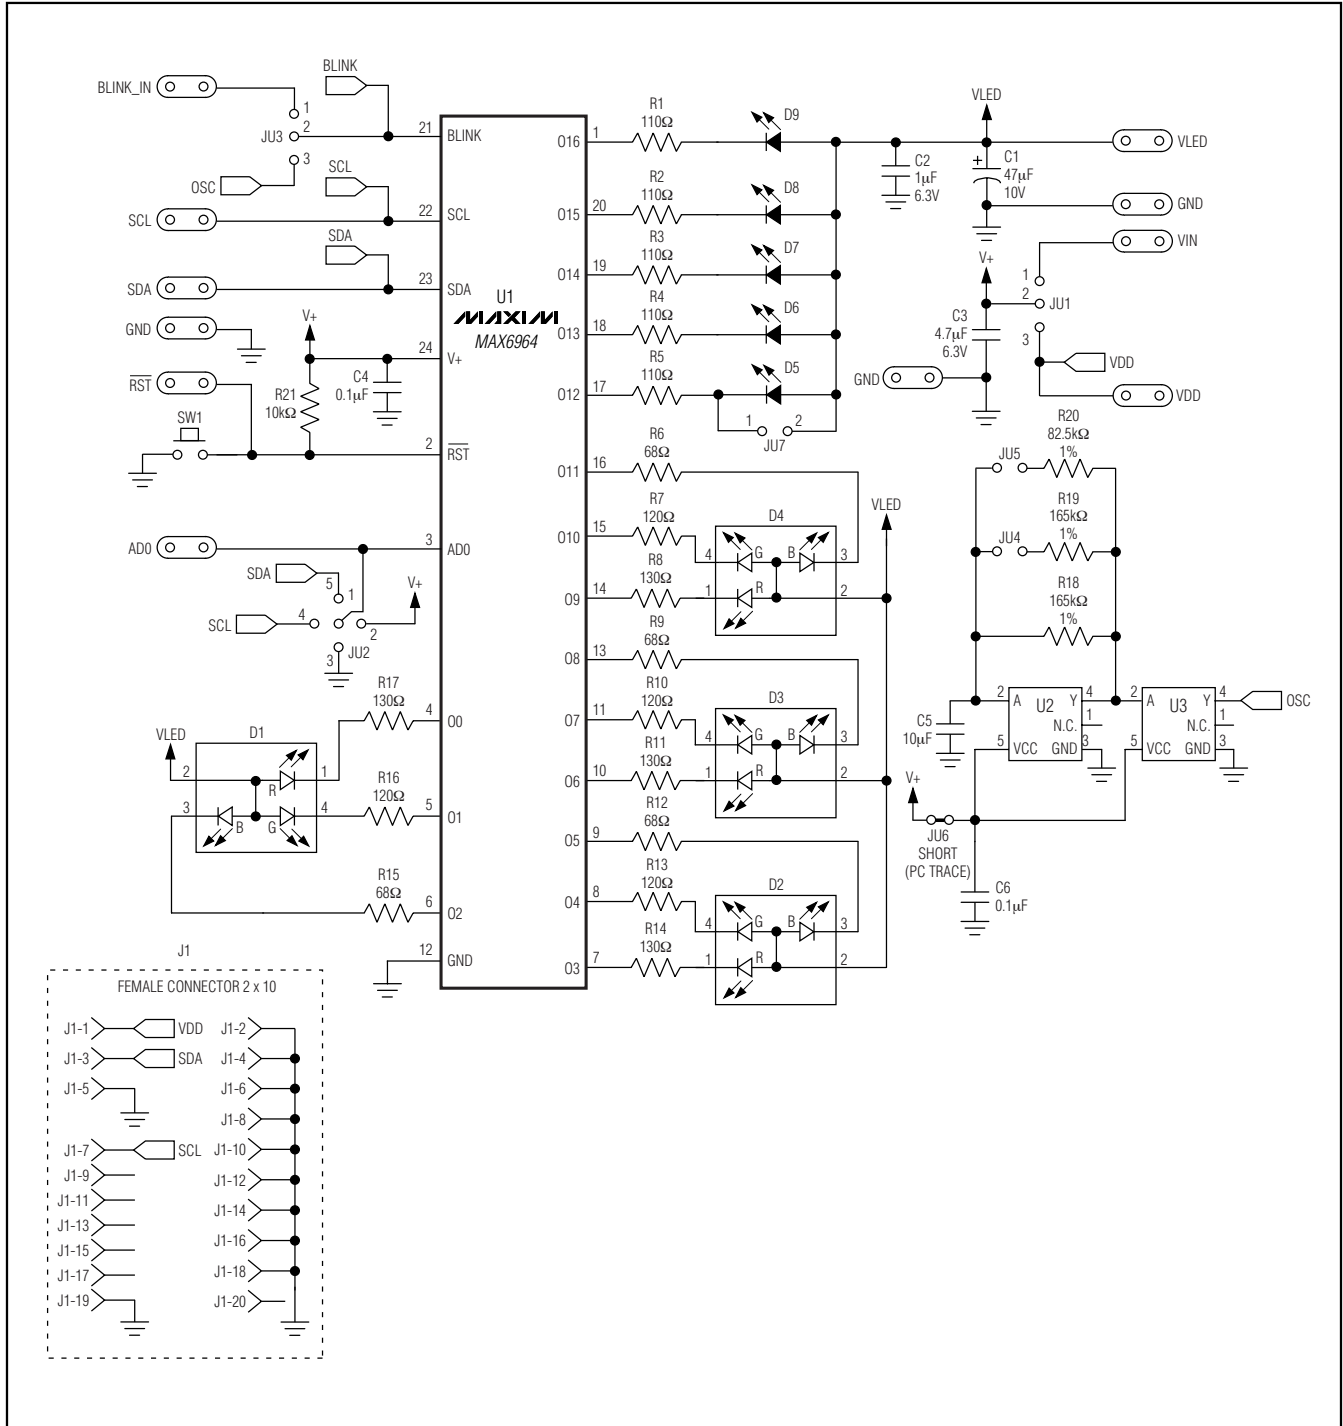 BLINK_IN
BLINK
1
JU3 2
3
OSC
21 BLINK
SCL
SCL
22 SCL
SDA
SDA
23 SDA
GND
V+
24 V+
C4
0.1µF
RST
R21
10kΩ
SW1
2 RST
AD0
3 AD0
SDA
5
1
V+
SCL
4
2
3
JU2
R17
130Ω
4 O0
VLED
D1
2
1
R
R16
120Ω
5 O1
3
B
G
4
R15
68Ω
6 O2
12 GND
U1
MAXIM
MAX6964
O16 1
R1
110Ω
D9
O15 20
R2
110Ω
D8
O14 19
R3
110Ω
D7
O13 18
R4
110Ω
D6
O12 17
R5
110Ω
D5
1 2
JU7
O11 16
R6
68Ω
O10 15
R7
120Ω
D4
4 G B 3
O9 14
R8
130Ω
1 R 2
VLED
O8 13
R9
68Ω
O7 11
R10
120Ω
D3
4 G B 3
O6 10
R11
130Ω
1 R 2
O5 9
R12
68Ω
O4 8
R13
120Ω
D2
4 G B 3
O3 7
R14
130Ω
1 R 2
VLED
C2
1µF
6.3V
+
C1
47µF
10V
VLED
GND
VIN
V+
1
2
JU1
3
C3
4.7µF
6.3V
GND
VDD
VDD
R20
82.5kΩ
1%
JU5
R19
165kΩ
1%
JU4
R18
165kΩ
1%
C5
10µF
2 A U2 Y 4
N.C. 1
5 VCC GND 3
2 A U3 Y 4
N.C. 1
5 VCC GND 3
OSC
V+
JU6
SHORT
(PC TRACE)
C6
0.1µF
J1
FEMALE CONNECTOR 2 x 10
J1-1 VDD J1-2
J1-3 SDA J1-4
J1-5 J1-6
J1-8
J1-7 SCL J1-10
J1-9 J1-12
J1-11 J1-14
J1-13 J1-16
J1-15 J1-18
J1-17
J1-19 J1-20